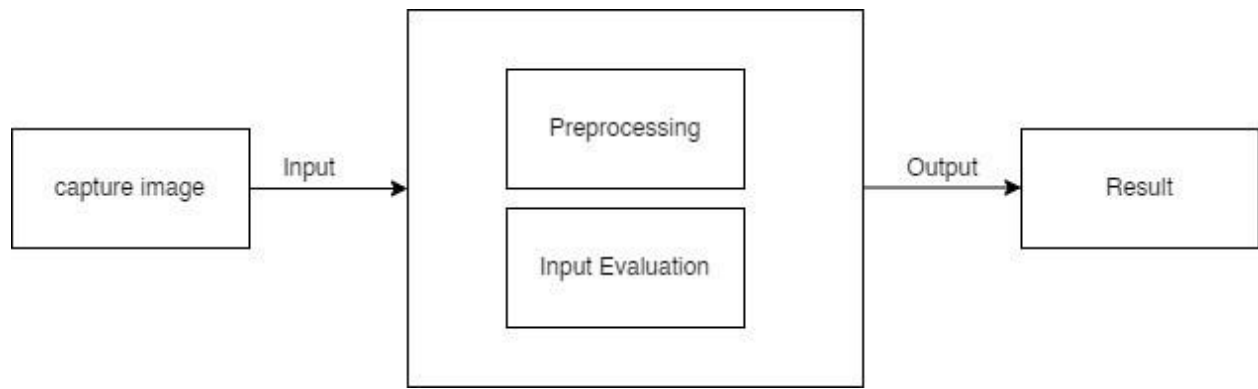 capture image
Input
Preprocessing
Input Evaluation
Output
Result